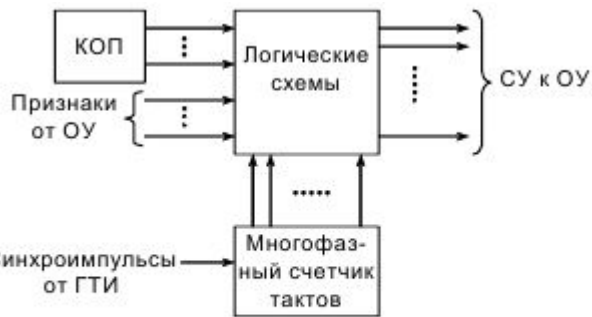 КОП
Логические
схемы
Признаки
от ОУ
СУ к ОУ
Многофаз-
ный счетчик
тактов
инхроимпульсы
от ГТИ